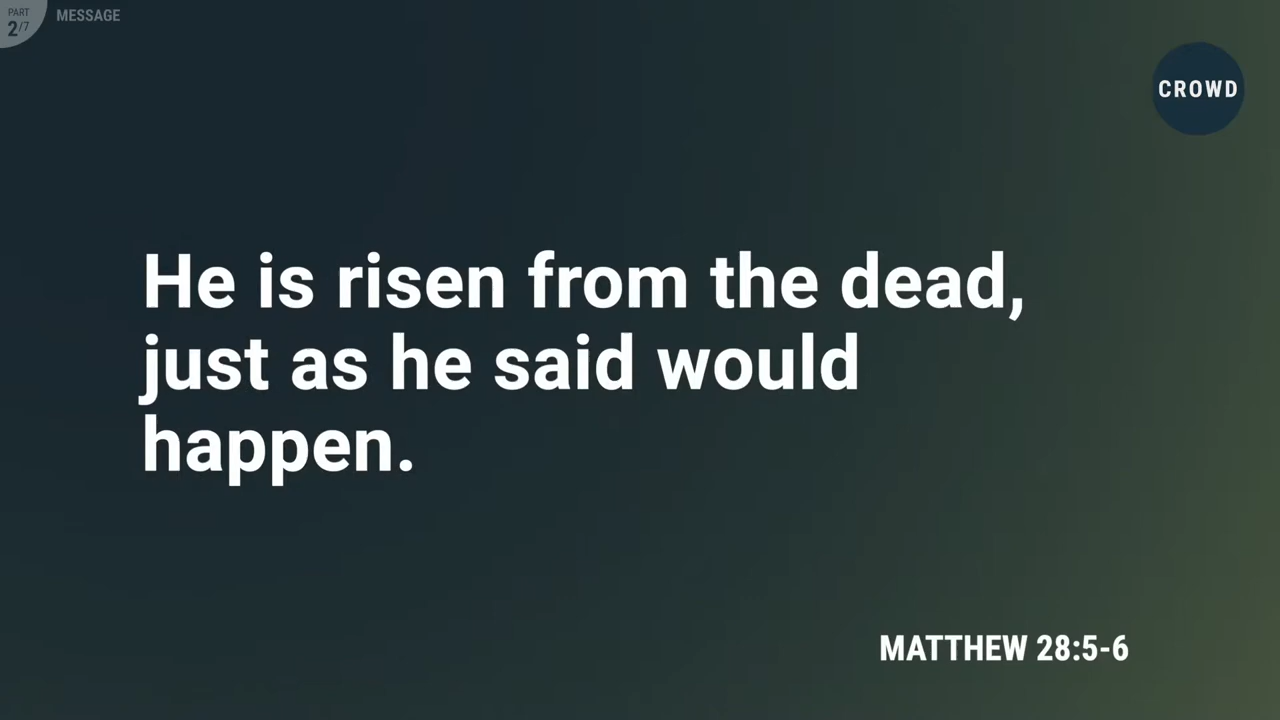 PART
2/7
MESSAGE
CROWD
He is risen from the dead,
just as he said would
happen.
MATTHEW 28:5-6